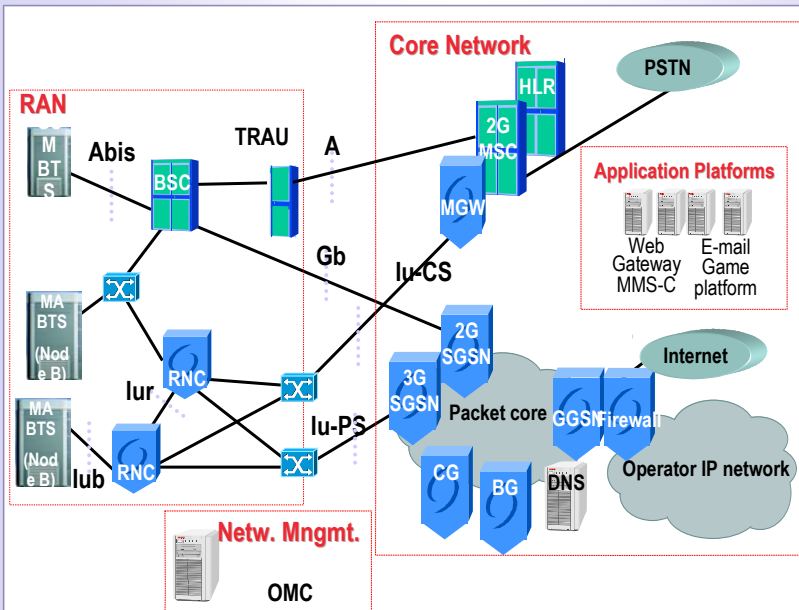 Core Network
PSTN
HLR
RAN
TRAU
2G
MSC
M
BT
S
Abis
A
Application Platforms
BSC
MGW
Web
Gateway
MMS-C
E-mail
Game
platform
Gb
Iu-CS
MA
BTS
(Nod
e B)
2G
SGSN
Internet
RNC
3G
SGSN
Iur
Packet core
GGSN
Firewall
MA
BTS
(Nod
e B)
Iu-PS
RNC
Iub
CG
BG
DNS
Operator IP network
Netw. Mngmt.
OMC